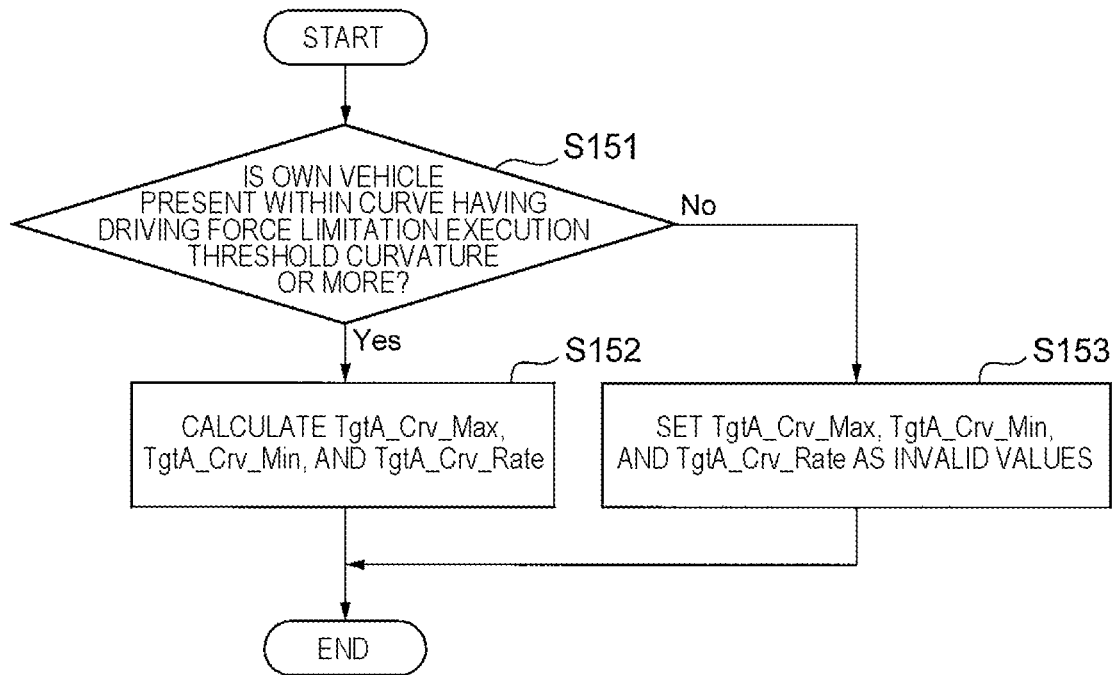 START
S151
IS OWN VEHICLE
PRESENT WITHIN CURVE HAVING
DRIVING FORCE LIMITATION EXECUTION
THRESHOLD CURVATURE
OR MORE?
No
Yes
S152
CALCULATE TgtA_Crv_Max,
TgtA_Crv_Min, AND TgtA_Crv_Rate
S153
SET TgtA_Crv_Max, TgtA_Crv_Min,
AND TgtA_Crv_Rate AS INVALID VALUES
END